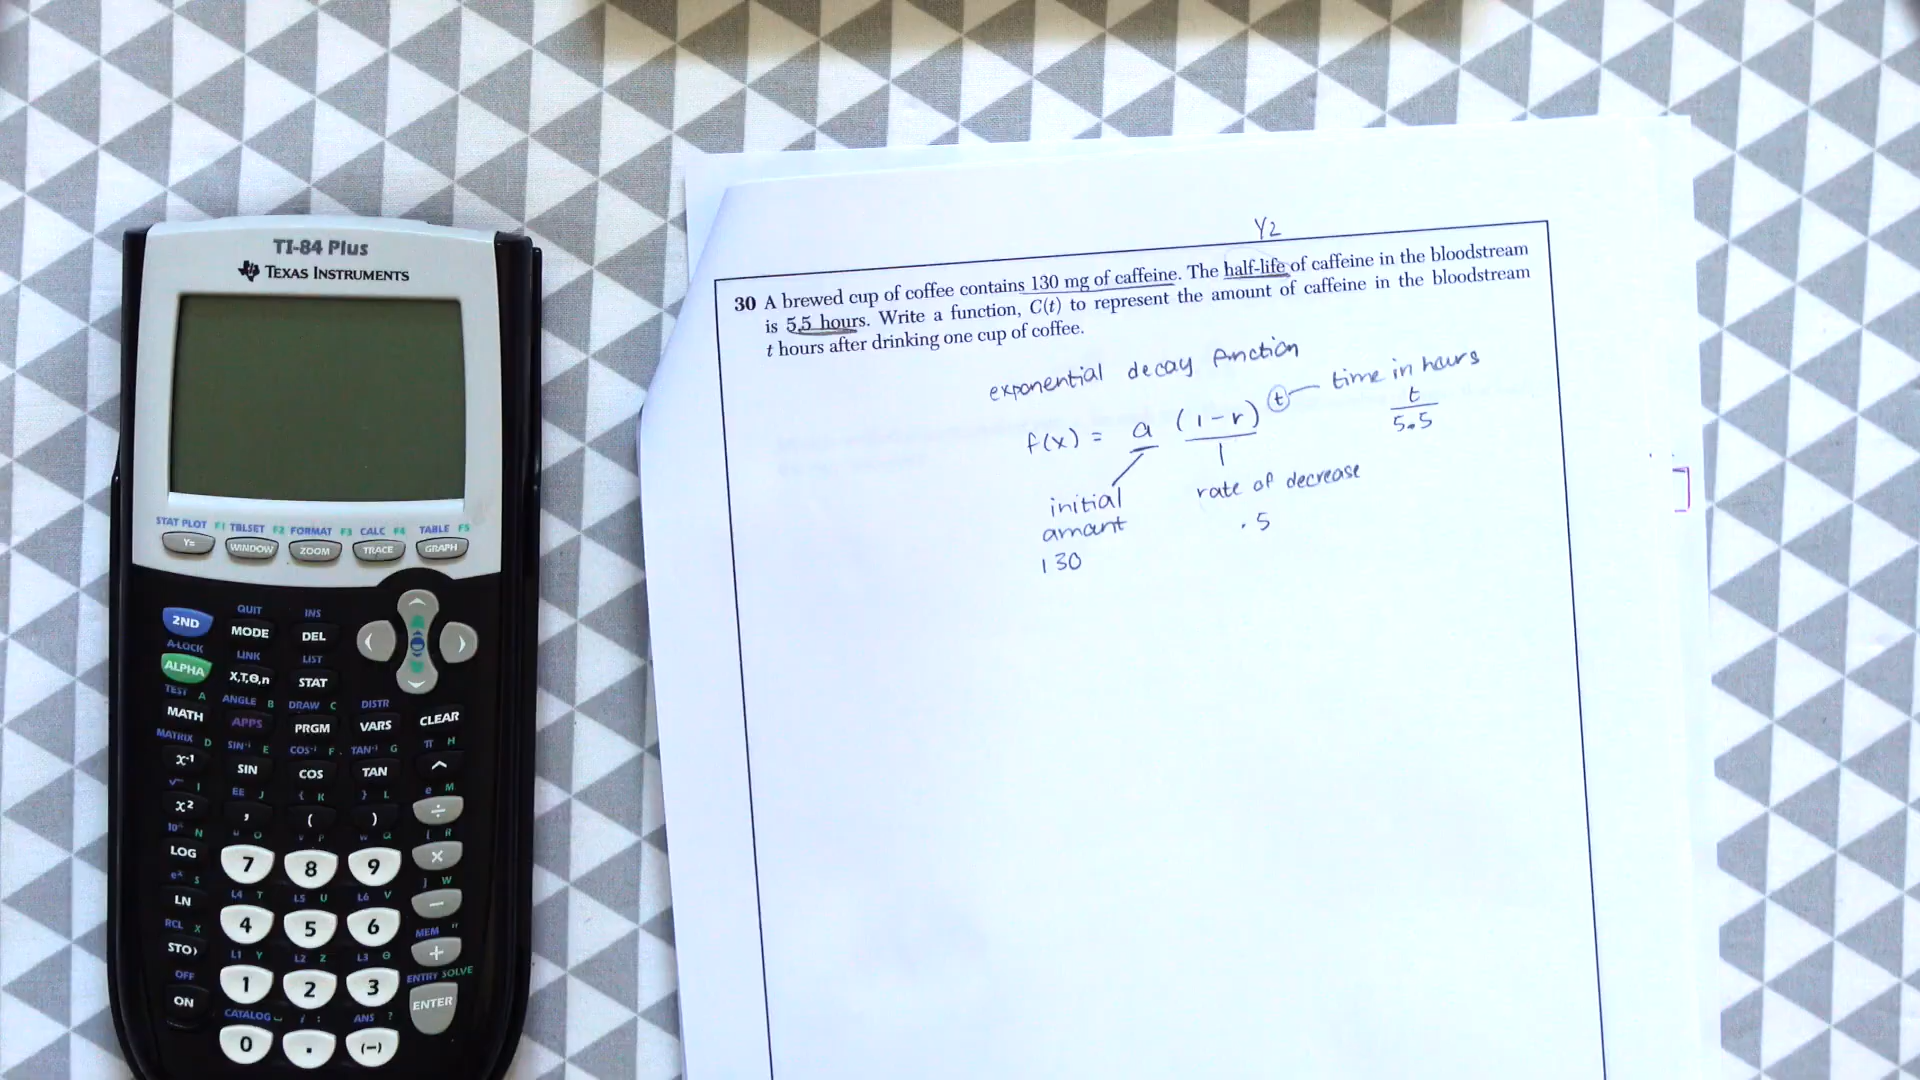 TI-84 Plus
TEXAS INSTRUMENTS
STAT PLOT F1 TBLSET F2 FORMAT F3 CALC F4 TABLE F5
Y= WINDOW ZOOM TRACE GRAPH
QUIT INS
2ND MODE DEL
A-LOCK LINK LIST
ALPHA X,T,Θ,n STAT
TEST A ANGLE B DRAW C DISTR
MATH APPS PRGM VARS CLEAR
MATRIX D SIN⁻¹ E COS⁻¹ F TAN⁻¹ G π H
x⁻¹ SIN COS TAN ^
√ I EE J { K } L e M
x² , ( ) ÷
10ˣ N u O v P w Q [ R
LOG 7 8 9 ×
eˣ S L4 T L5 U L6 V ] W
LN 4 5 6 −
RCL X L1 Y L2 Z L3 Θ MEM "
STO› 1 2 3 +
OFF CATALOG i : ANS ? ENTRY SOLVE
ON 0 . (−) ENTER
Y2
30 A brewed cup of coffee contains 130 mg of caffeine. The half-life of caffeine in the bloodstream
is 5.5 hours. Write a function, C(t) to represent the amount of caffeine in the bloodstream
t hours after drinking one cup of coffee.
exponential decay function
f(x) = a (1-r)^t
time in hours
t
5.5
initial
amount
130
rate of decrease
.5